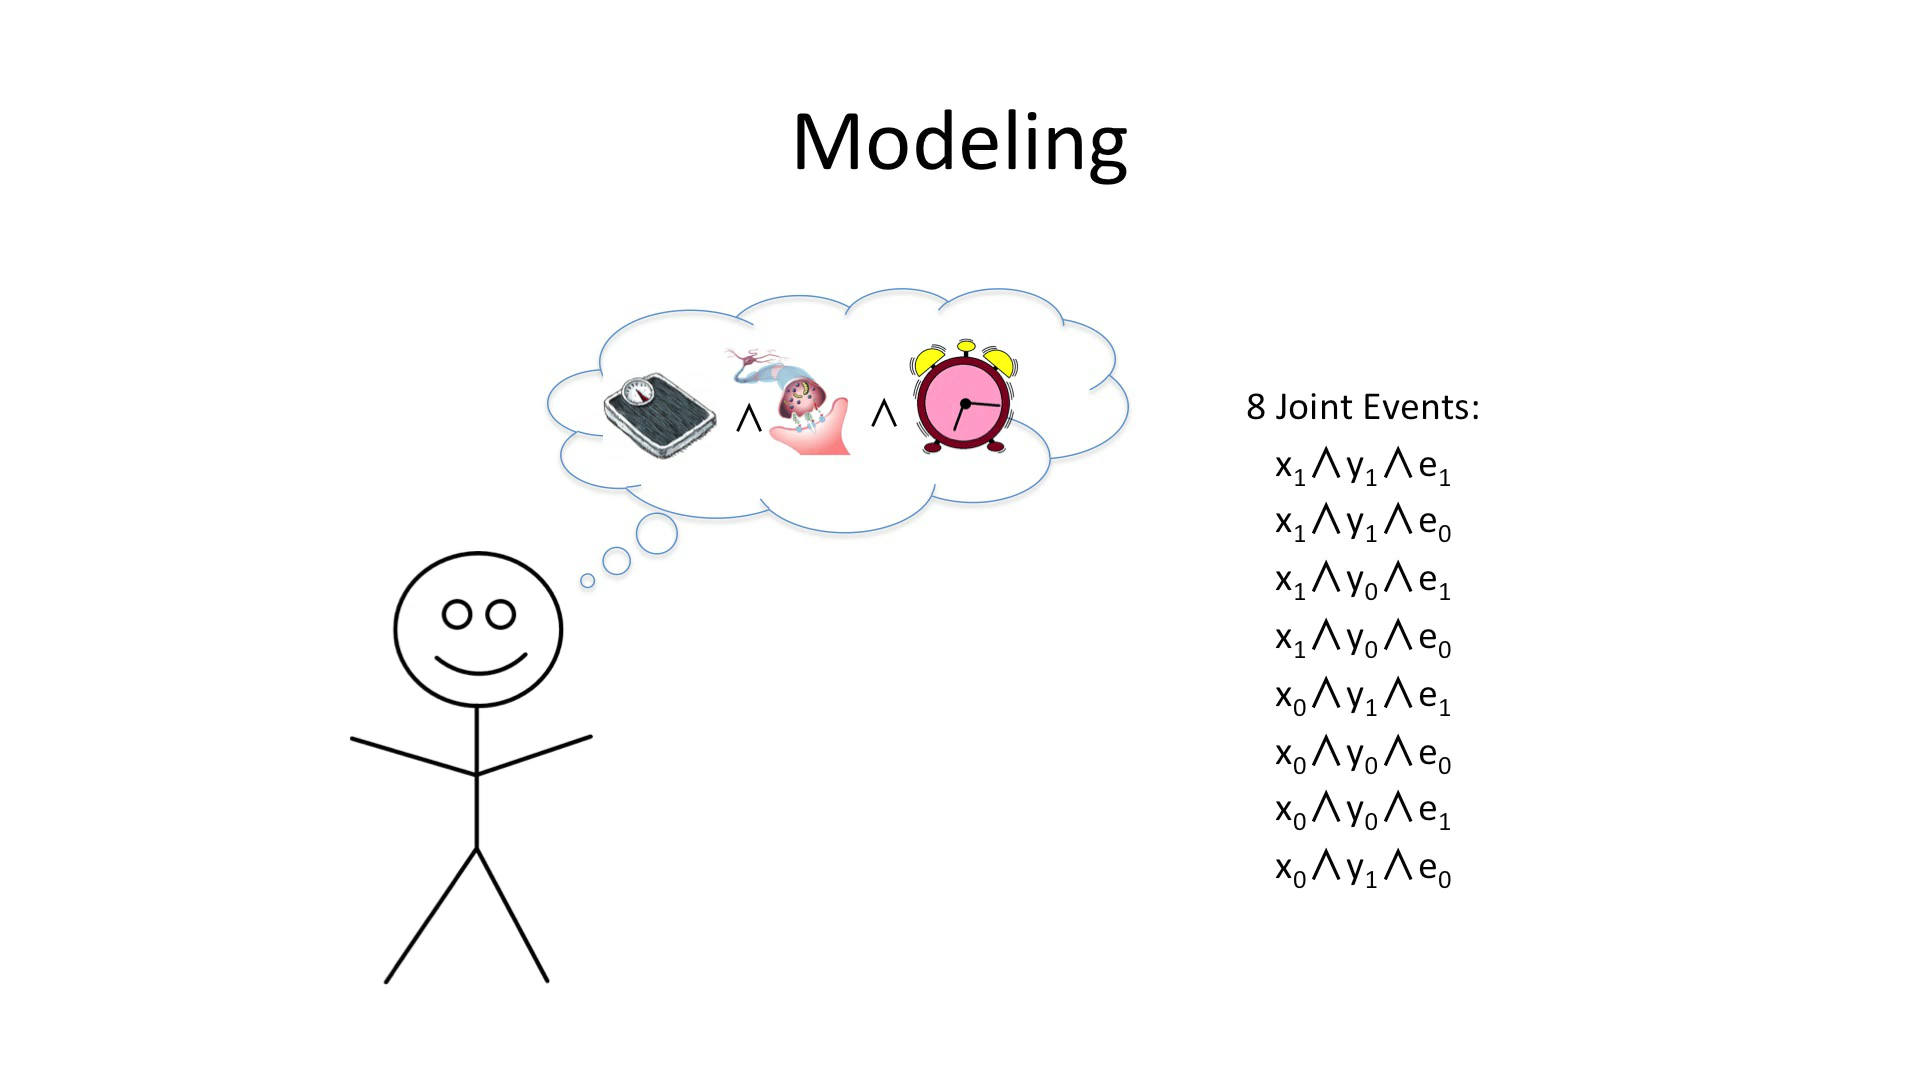 Modeling
∧ ∧
8 Joint Events:
x₁∧y₁∧e₁
x₁∧y₁∧e₀
x₁∧y₀∧e₁
x₁∧y₀∧e₀
x₀∧y₁∧e₁
x₀∧y₀∧e₀
x₀∧y₀∧e₁
x₀∧y₁∧e₀